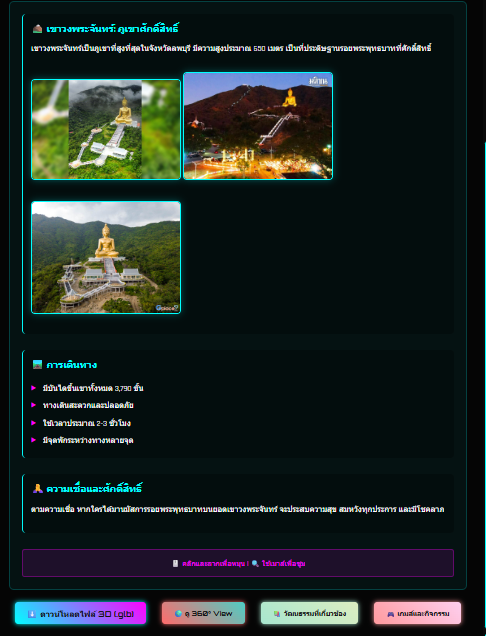 เขาวงพระจันทร์: ภูเขาศักดิ์สิทธิ์
เขาวงพระจันทร์เป็นภูเขาที่สูงที่สุดในจังหวัดลพบุรี มีความสูงประมาณ 650 เมตร เป็นที่ประดิษฐานรอยพระพุทธบาทที่ศักดิ์สิทธิ์
การเดินทาง
มีบันไดขึ้นเขาทั้งหมด 3,790 ขั้น
ทางเดินสะดวกและปลอดภัย
ใช้เวลาประมาณ 2-3 ชั่วโมง
มีจุดพักระหว่างทางหลายจุด
ความเชื่อและศักดิ์สิทธิ์
ตามความเชื่อ หากใครได้มานมัสการรอยพระพุทธบาทบนยอดเขาวงพระจันทร์ จะประสบความสุข สมหวังทุกประการ และมีโชคลาภ
คลิกและลากเพื่อหมุน | ใช้เมาส์เพื่อซูม
ดาวน์โหลดไฟล์ 3D (.glb) ดู 360° View วัฒนธรรมที่เกี่ยวข้อง เกมส์และกิจกรรม